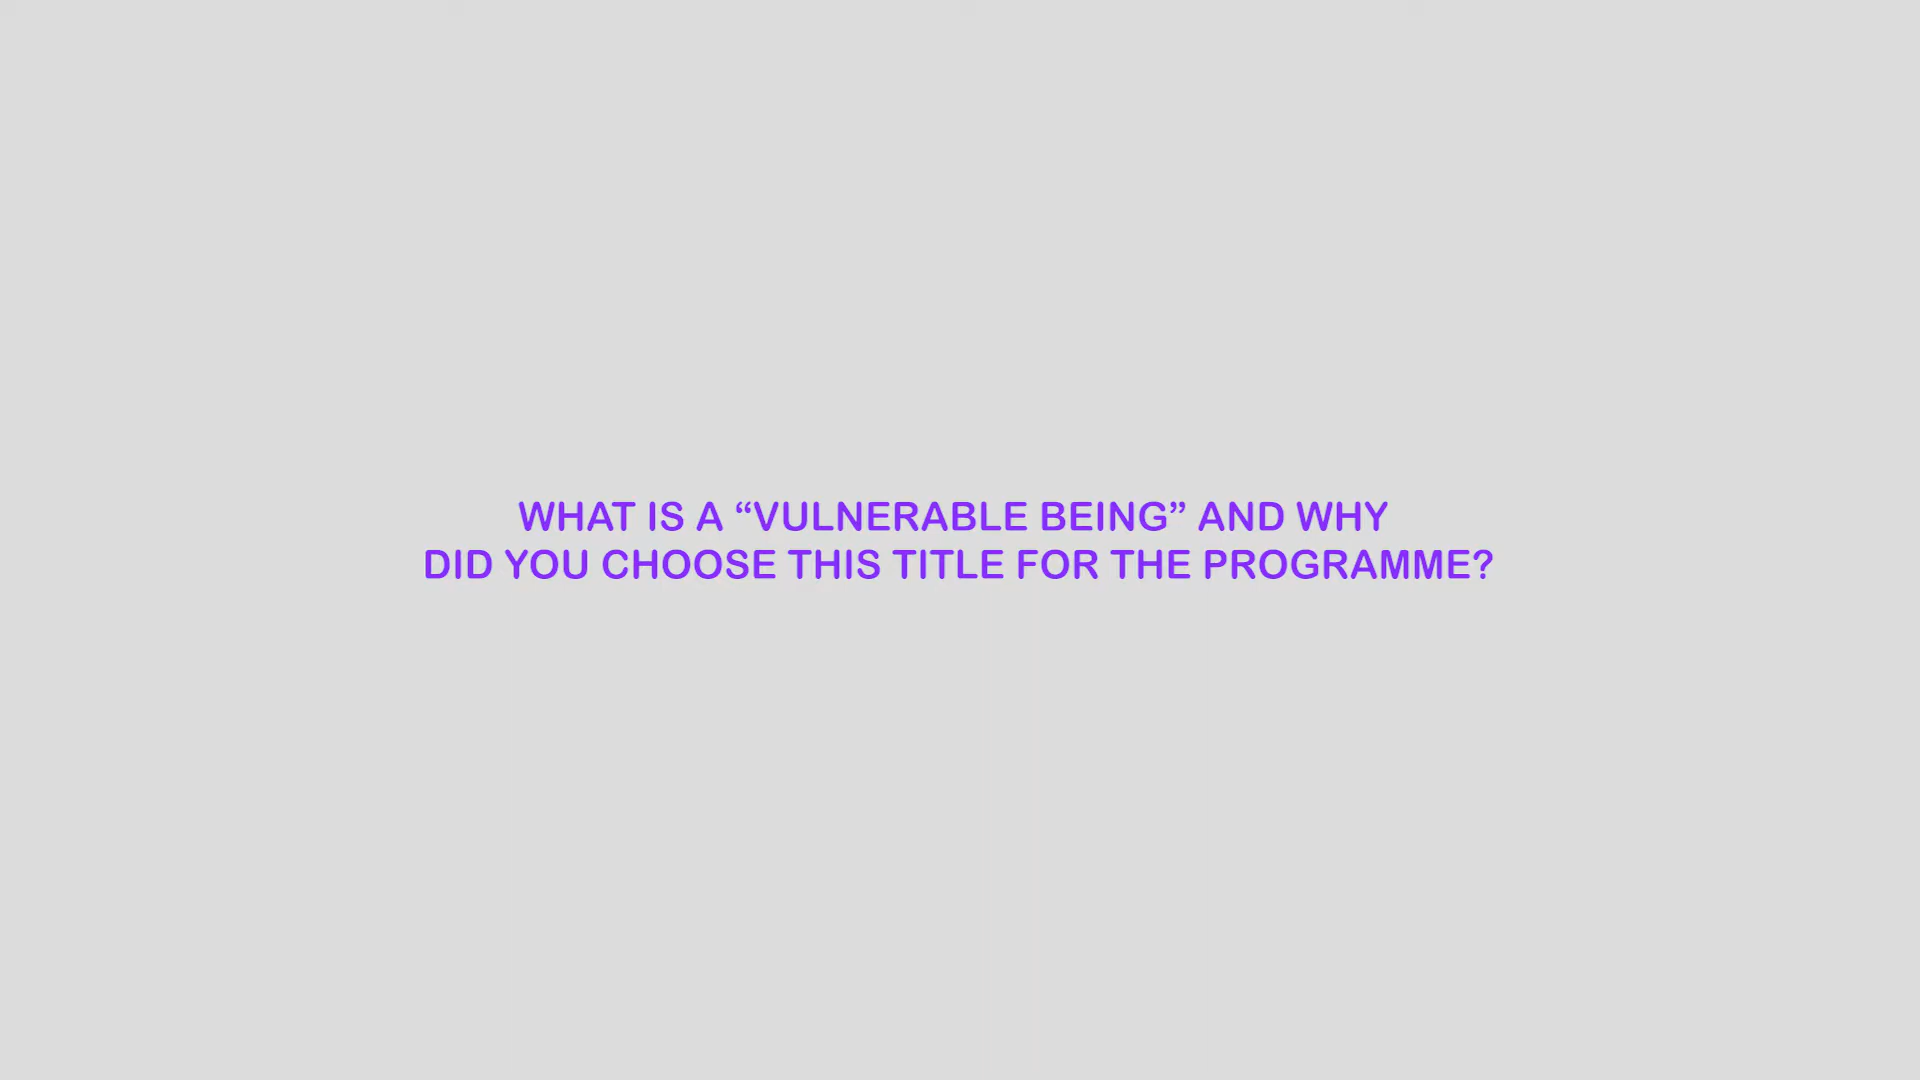 WHAT IS A “VULNERABLE BEING” AND WHY
DID YOU CHOOSE THIS TITLE FOR THE PROGRAMME?